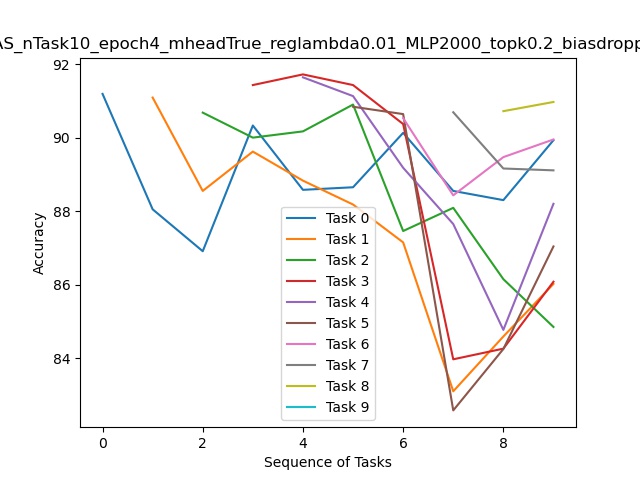 AS_nTask10_epoch4_mheadTrue_reglambda0.01_MLP2000_topk0.2_biasdropp
92
90
88
86
84
Accuracy
Task 0
Task 1
Task 2
Task 3
Task 4
Task 5
Task 6
Task 7
Task 8
Task 9
0 2 4 6 8
Sequence of Tasks